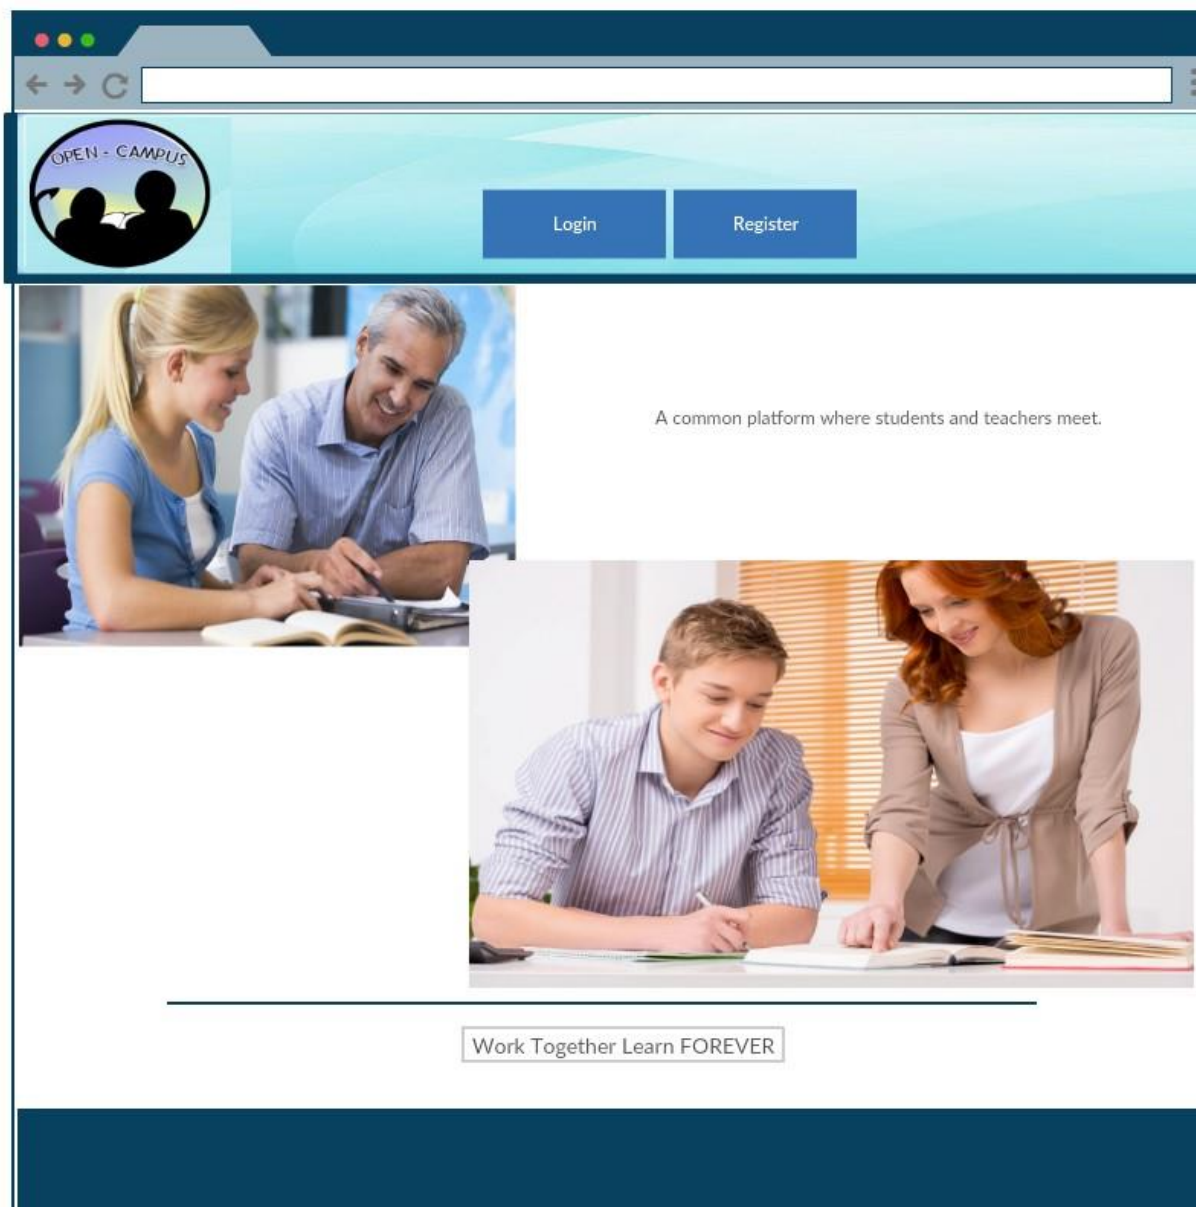 OPEN - CAMPUS
Login
Register
A common platform where students and teachers meet.
Work Together Learn FOREVER